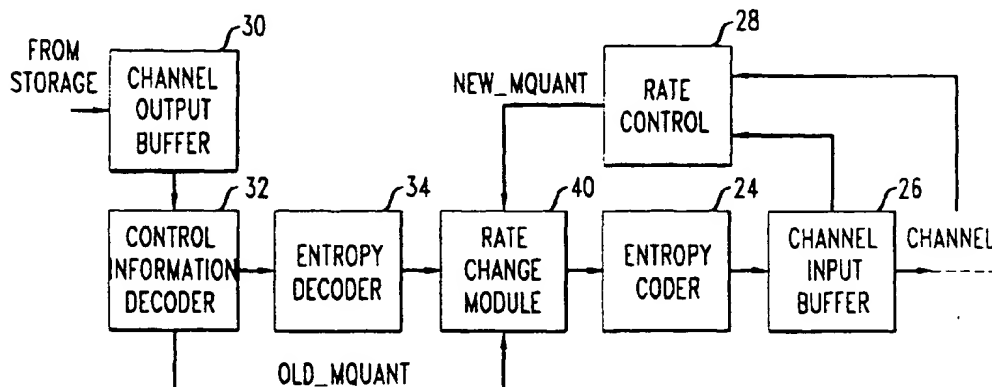 30
FROM
STORAGE
CHANNEL
OUTPUT
BUFFER
28
NEW_MQUANT
RATE
CONTROL
32
CONTROL
INFORMATION
DECODER
34
ENTROPY
DECODER
40
RATE
CHANGE
MODULE
24
ENTROPY
CODER
26
CHANNEL
INPUT
BUFFER
CHANNEL
OLD_MQUANT